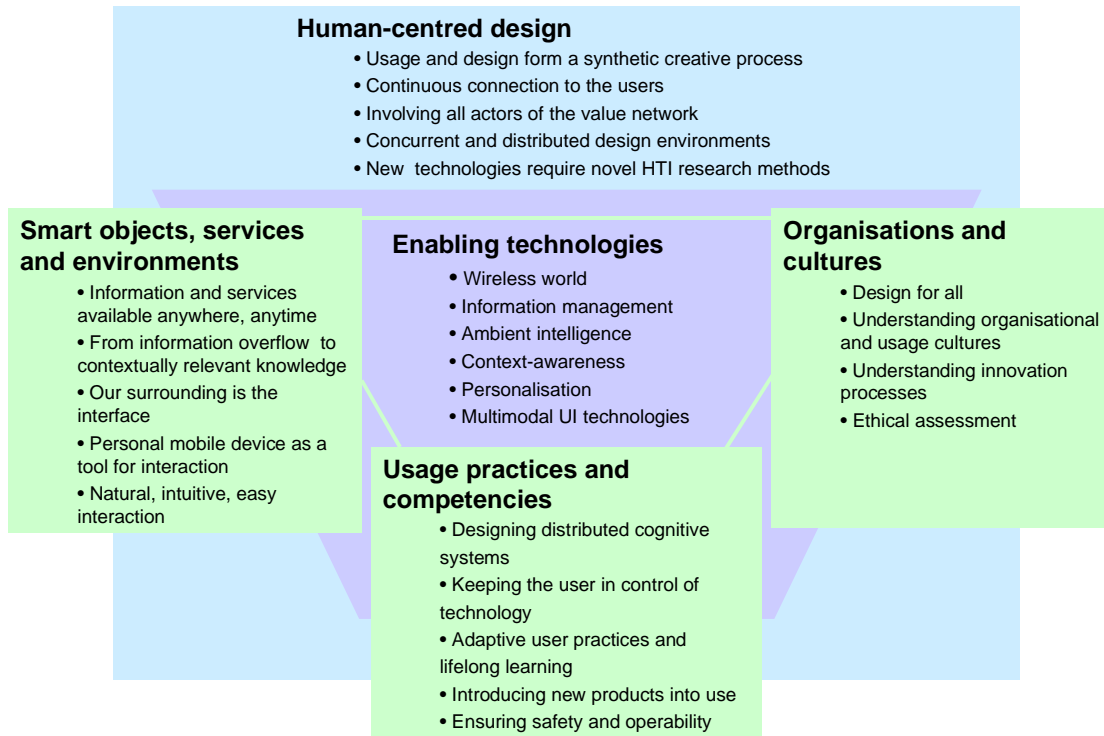 Human-centred design
• Usage and design form a synthetic creative process
• Continuous connection to the users
• Involving all actors of the value network
• Concurrent and distributed design environments
• New technologies require novel HTI research methods
Smart objects, services
and environments
• Information and services
available anywhere, anytime
• From information overflow to
contextually relevant knowledge
• Our surrounding is the
interface
• Personal mobile device as a
tool for interaction
• Natural, intuitive, easy
interaction
Enabling technologies
• Wireless world
• Information management
• Ambient intelligence
• Context-awareness
• Personalisation
• Multimodal UI technologies
Organisations and
cultures
• Design for all
• Understanding organisational
and usage cultures
• Understanding innovation
processes
• Ethical assessment
Usage practices and
competencies
• Designing distributed cognitive
systems
• Keeping the user in control of
technology
• Adaptive user practices and
lifelong learning
• Introducing new products into use
• Ensuring safety and operability